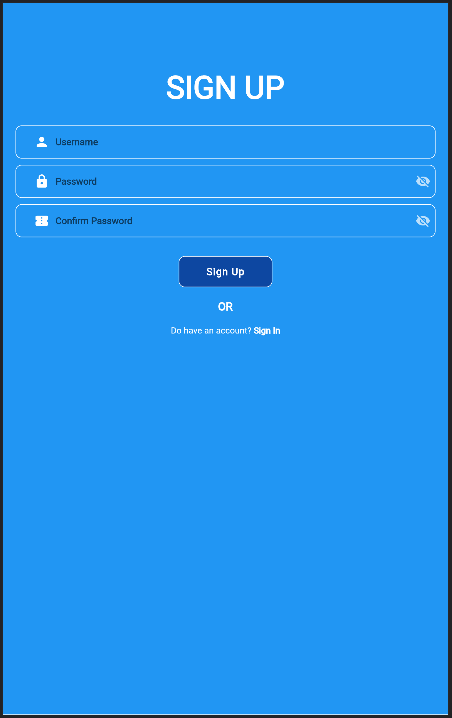 SIGN UP
Username
Password
Confirm Password
Sign Up
OR
Do have an account? Sign In